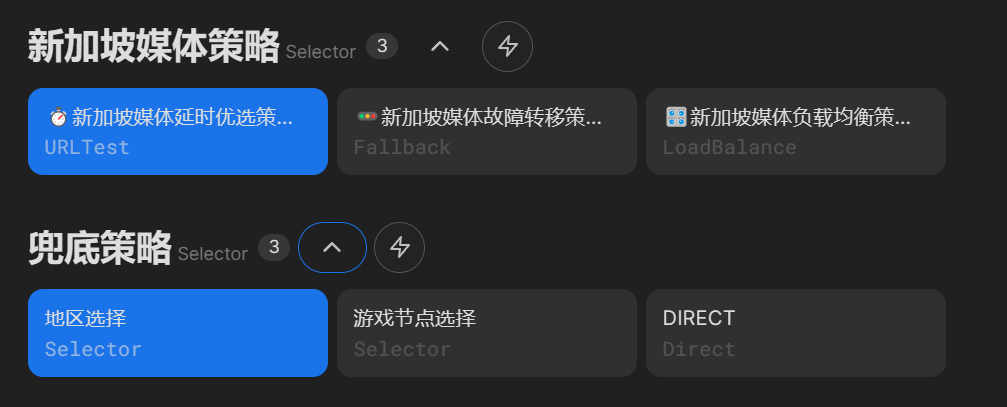 新加坡媒体策略 Selector 3
新加坡媒体延时优选策... 新加坡媒体故障转移策... 新加坡媒体负载均衡策...
URLTest Fallback LoadBalance
兜底策略 Selector 3
地区选择 游戏节点选择 DIRECT
Selector Selector Direct